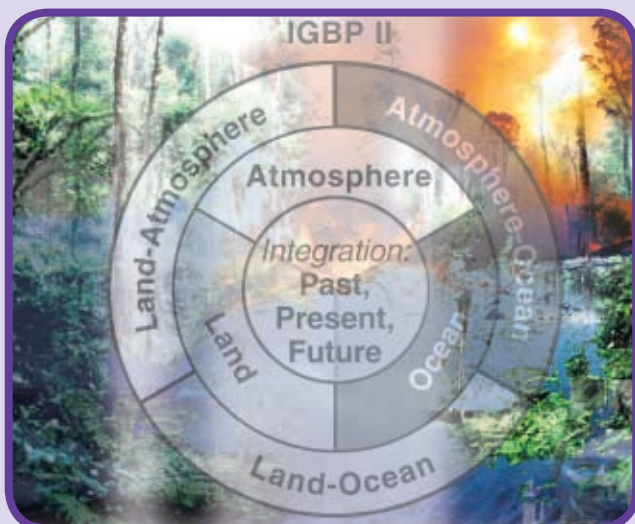 IGBP II
Land-Atmosphere
Atmosphere-Ocean
Atmosphere
Integration:
Past,
Present,
Future
Land
Ocean
Land-Ocean